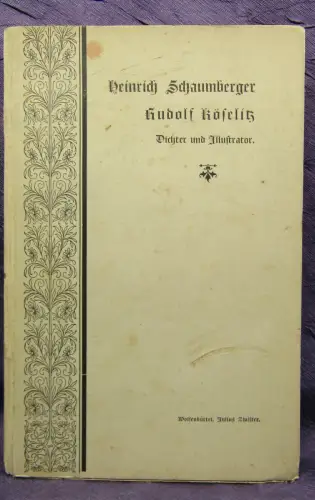 Heinrich Schaumberger
Rudolf Köselitz
Dichter und Illustrator.
Wolfenbüttel, Julius Zwißler.